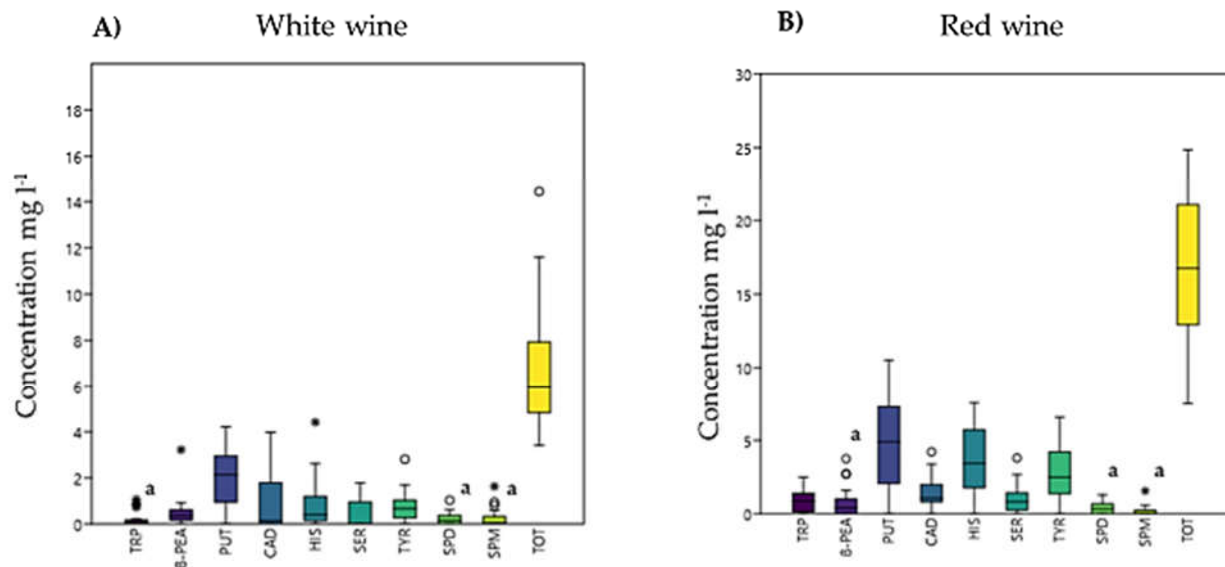 A) White wine
B) Red wine
Concentration mg l⁻¹
18
16
14
12
10
8
6
4
2
0
a
a
a
TRP
β-PEA
PUT
CAD
HIS
SER
TYR
SPD
SPM
TOT
Concentration mg l⁻¹
30
25
20
15
10
5
0
a
a
a
TRP
β-PEA
PUT
CAD
HIS
SER
TYR
SPD
SPM
TOT